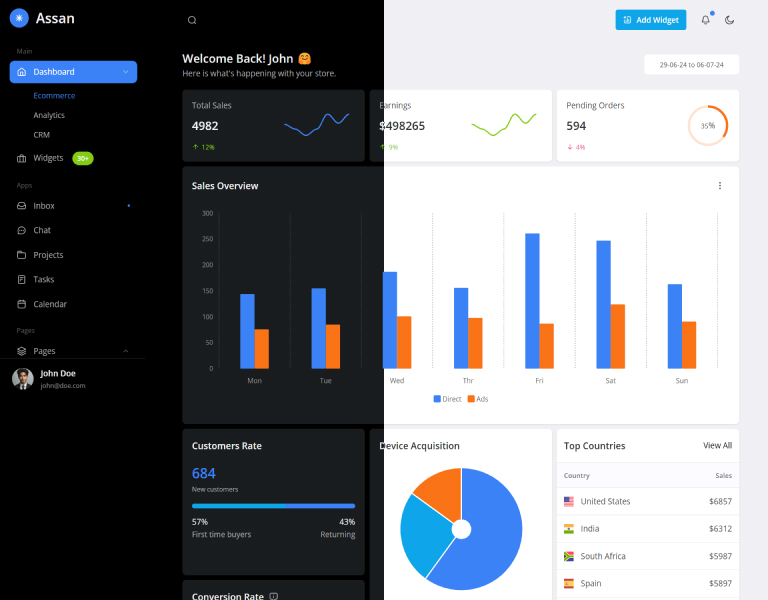 Assan
Add Widget
Main
Dashboard
Ecommerce
Analytics
CRM
Widgets 30+
Apps
Inbox
Chat
Projects
Tasks
Calendar
Pages
Pages
John Doe
john@doe.com
Welcome Back! John
Here is what's happening with your store.
29-06-24 to 06-07-24
Total Sales
4982
12%
Earnings
$498265
9%
Pending Orders
594
4%
35%
Sales Overview
300
250
200
150
100
50
0
Mon Tue Wed Thr Fri Sat Sun
Direct Ads
Customers Rate
684
New customers
57% 43%
First time buyers Returning
Conversion Rate
Device Acquisition
Top Countries View All
Country Sales
United States $6857
India $6312
South Africa $5987
Spain $5897